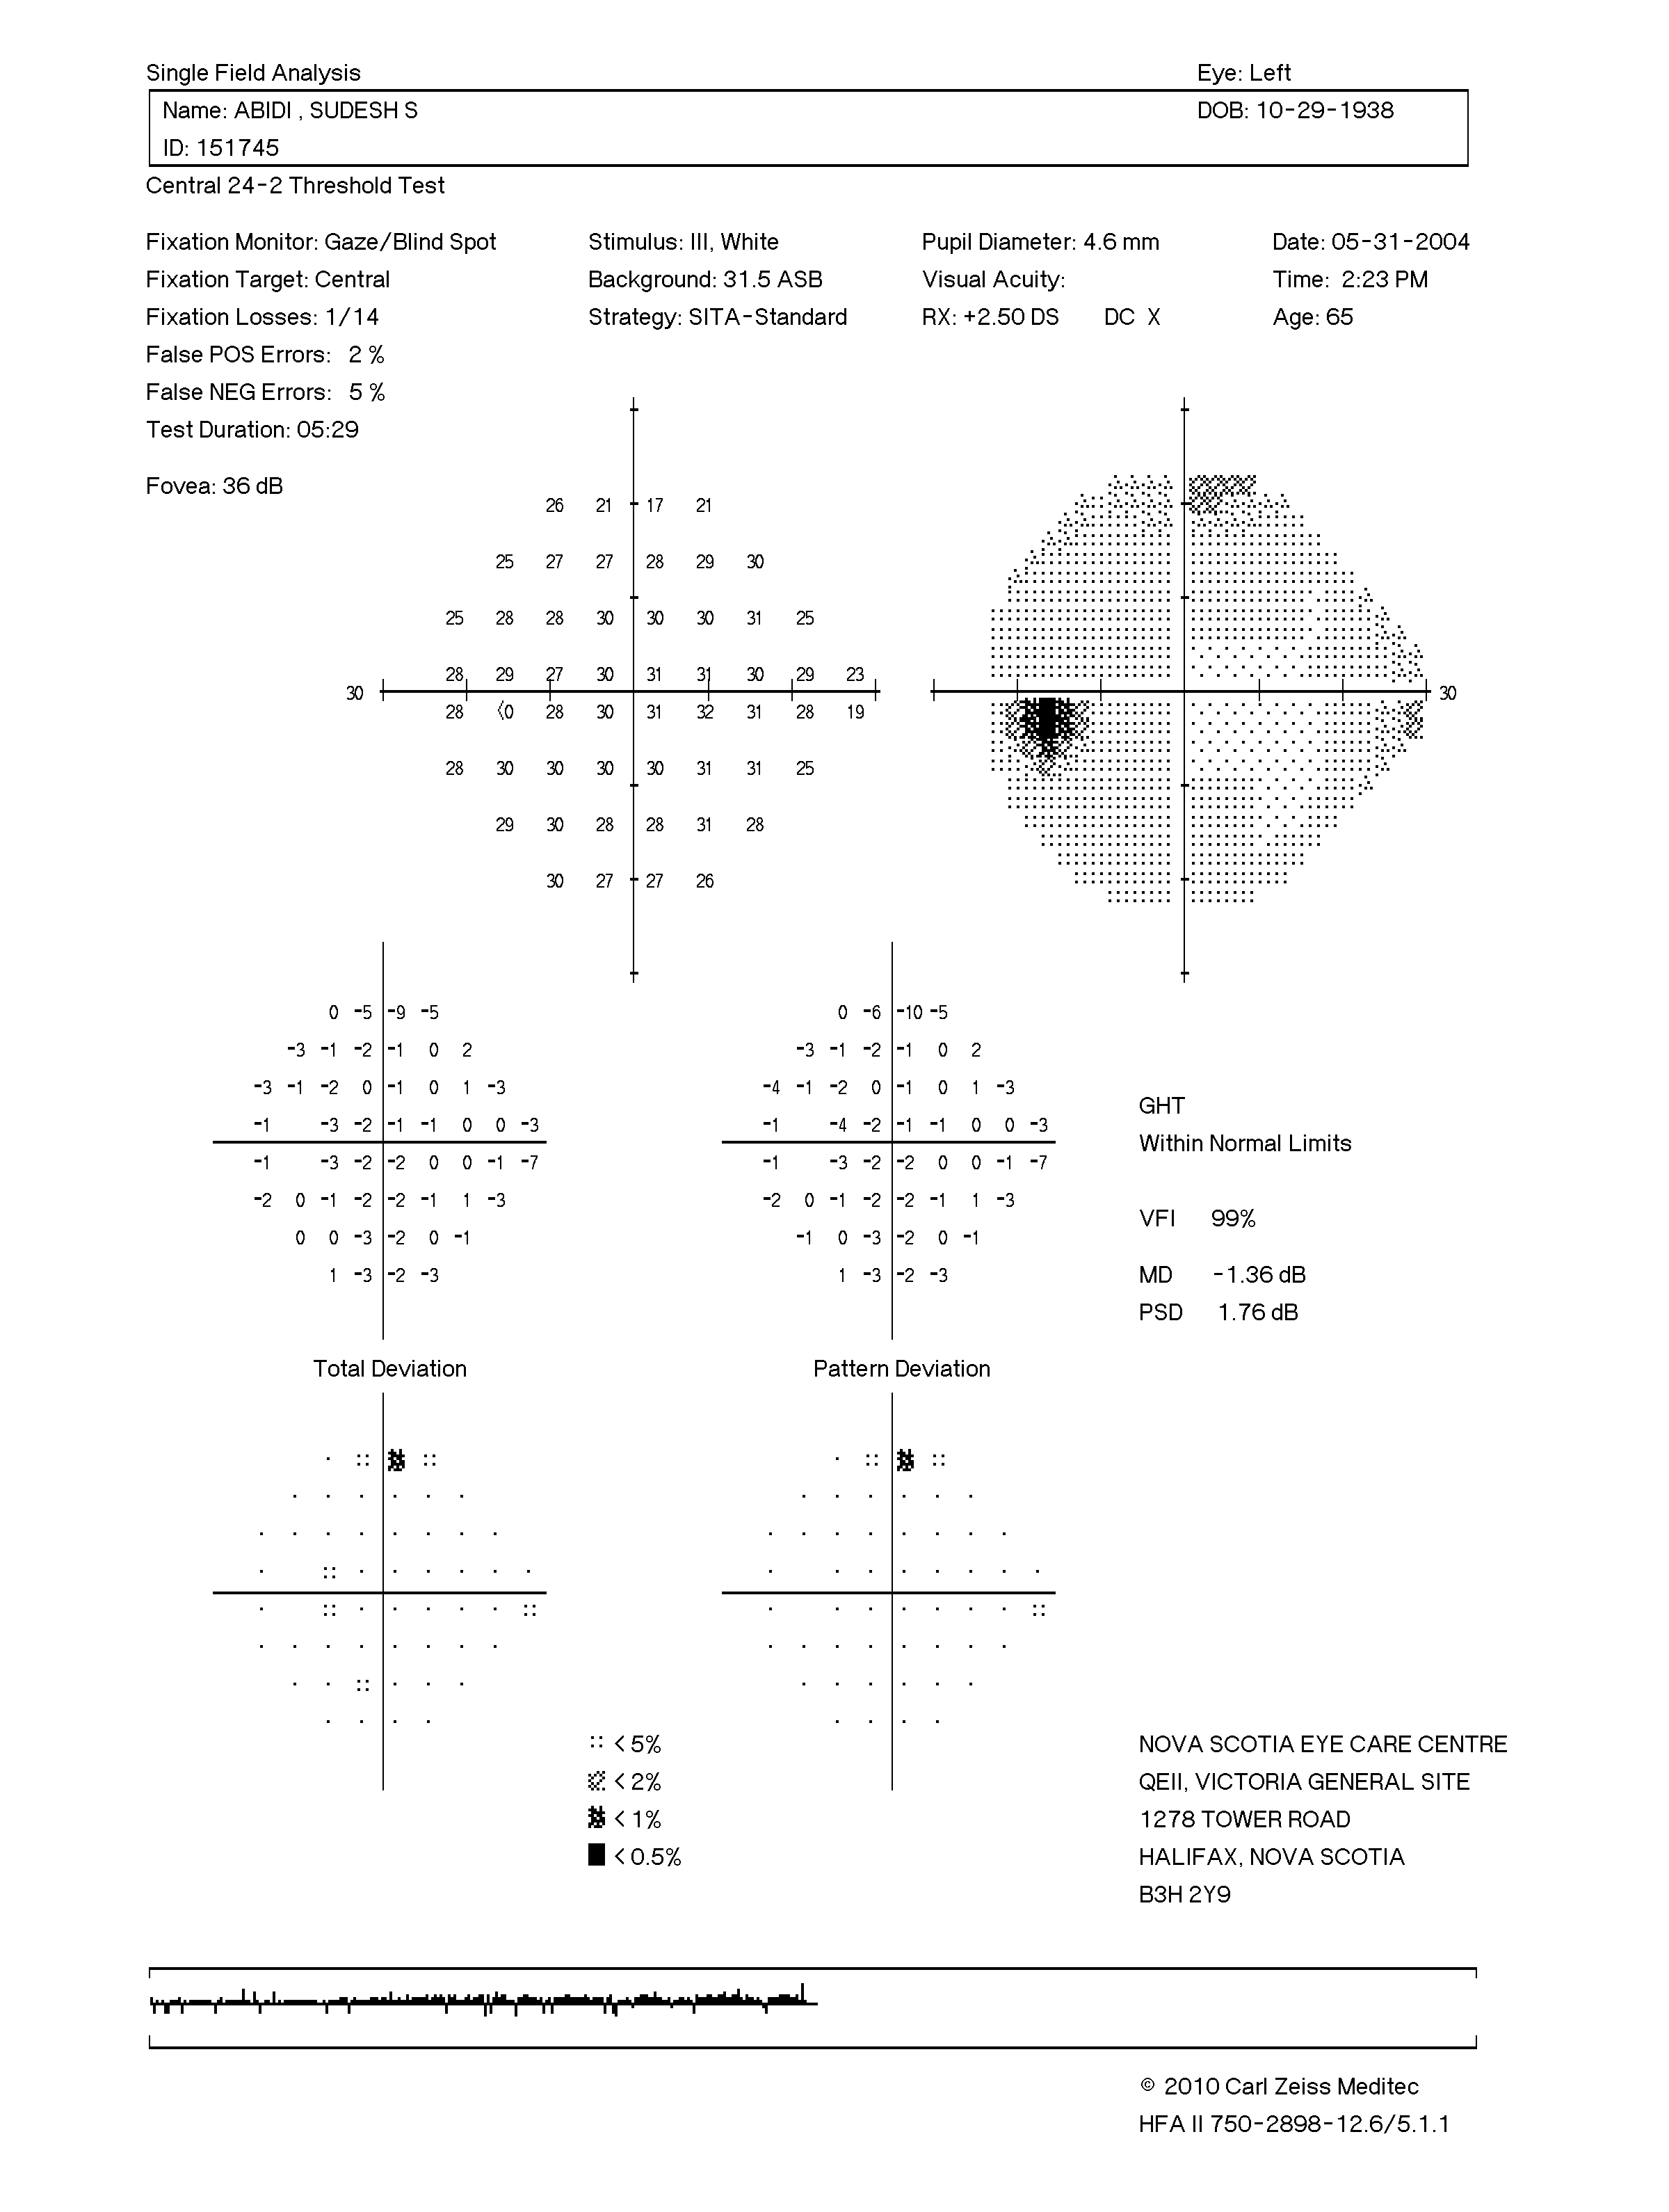 Single Field Analysis Eye: Left
Name: ABIDI , SUDESH S DOB: 10-29-1938
ID: 151745
Central 24-2 Threshold Test
Fixation Monitor: Gaze/Blind Spot Stimulus: III, White Pupil Diameter: 4.6 mm Date: 05-31-2004
Fixation Target: Central Background: 31.5 ASB Visual Acuity: Time: 2:23 PM
Fixation Losses: 1/14 Strategy: SITA-Standard RX: +2.50 DS DC X Age: 65
False POS Errors: 2 %
False NEG Errors: 5 %
Test Duration: 05:29
Fovea: 36 dB
26 21 17 21
25 27 27 28 29 30
25 28 28 30 30 30 31 25
28 29 27 30 31 31 30 29 23
30 30
28 <0 28 30 31 32 31 28 19
28 30 30 30 30 31 31 25
29 30 28 28 31 28
30 27 27 26
0 -5 -9 -5 0 -6 -10 -5
-3 -1 -2 -1 0 2 -3 -1 -2 -1 0 2
-3 -1 -2 0 -1 0 1 -3 -4 -1 -2 0 -1 0 1 -3
GHT
-1 -3 -2 -1 -1 0 0 -3 -1 -4 -2 -1 -1 0 0 -3
Within Normal Limits
-1 -3 -2 -2 0 0 -1 -7 -1 -3 -2 -2 0 0 -1 -7
-2 0 -1 -2 -2 -1 1 -3 -2 0 -1 -2 -2 -1 1 -3
VFI 99%
0 0 -3 -2 0 -1 -1 0 -3 -2 0 -1
1 -3 -2 -3 1 -3 -2 -3
MD -1.36 dB
PSD 1.76 dB
Total Deviation Pattern Deviation
< 5% NOVA SCOTIA EYE CARE CENTRE
< 2% QEII, VICTORIA GENERAL SITE
< 1% 1278 TOWER ROAD
< 0.5% HALIFAX, NOVA SCOTIA
B3H 2Y9
© 2010 Carl Zeiss Meditec
HFA II 750-2898-12.6/5.1.1